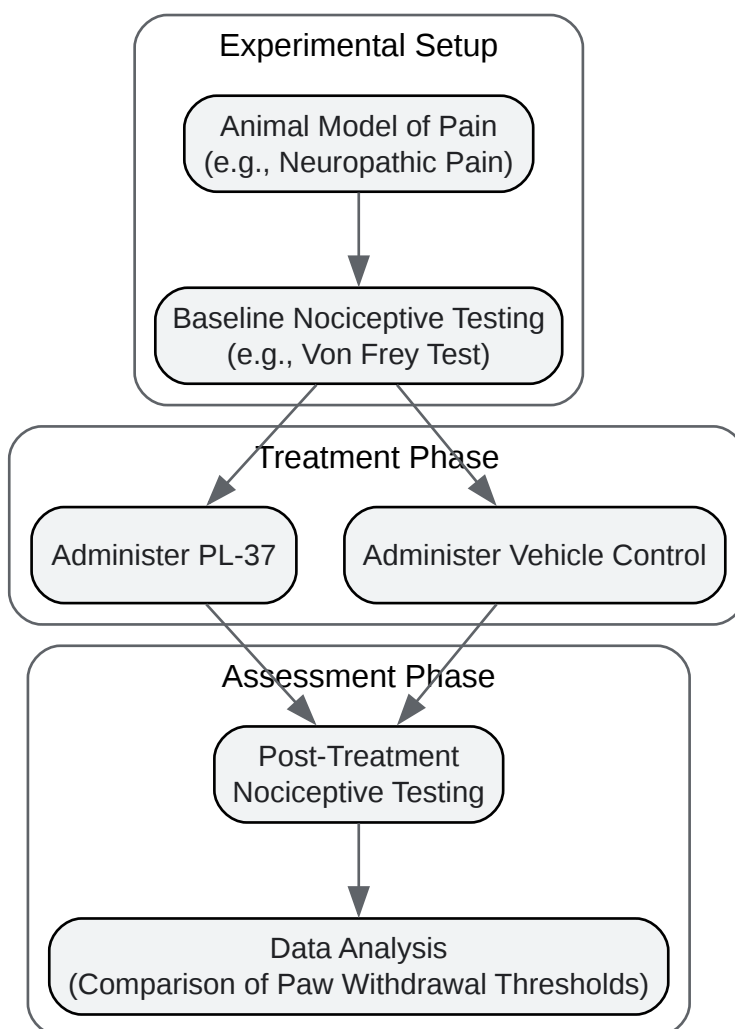 Experimental Setup
Animal Model of Pain
(e.g., Neuropathic Pain)
Baseline Nociceptive Testing
(e.g., Von Frey Test)
Treatment Phase
Administer PL-37
Administer Vehicle Control
Assessment Phase
Post-Treatment
Nociceptive Testing
Data Analysis
(Comparison of Paw Withdrawal Thresholds)